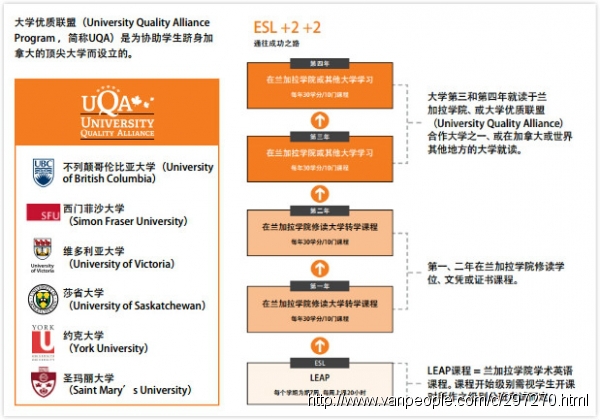 大学优质联盟（University Quality Alliance
Program ，简称UQA）是为协助学生跻身加
拿大的顶尖大学而设立的。
UQA
UNIVERSITY
QUALITY ALLIANCE
UBC
不列颠哥伦比亚大学（University
of British Columbia）
SFU
西门菲沙大学
（Simon Fraser University）
University
of Victoria
维多利亚大学
（University of Victoria）
莎省大学
（University of Saskatchewan）
YORK
约克大学
（York University）
圣玛丽大学
（Saint Mary’s University）
ESL +2 +2
通往成功之路
第四年
在兰加拉学院或其他大学学习
每年30学分/10门课程
第三年
在兰加拉学院或其他大学学习
每年30学分/10门课程
第二年
在兰加拉学院修读大学转学课程
每年30学分/10门课程
第一年
在兰加拉学院修读大学转学课程
每年30学分/10门课程
ESL
LEAP
大学第三和第四年就读于兰
加拉学院、或大学优质联盟
（University Quality Alliance）
合作大学之一、或在加拿大或世界
其他地方的大学就读。
第一、二年在兰加拉学院修读学
位、文凭或证书课程。
LEAP课程 = 兰加拉学院学术英语
课程。课程开始级别需视学生开课
http://www.vanpeople.com/c/297270.html